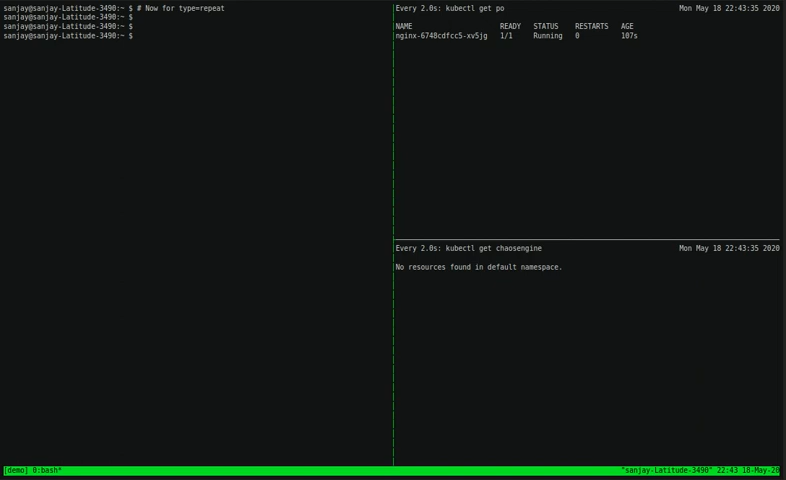 sanjay@sanjay-Latitude-3490:~ $ # Now for type=repeat
sanjay@sanjay-Latitude-3490:~ $
sanjay@sanjay-Latitude-3490:~ $
sanjay@sanjay-Latitude-3490:~ $
Every 2.0s: kubectl get po Mon May 18 22:43:35 2020
NAME READY STATUS RESTARTS AGE
nginx-6748cdfcc5-xv5jg 1/1 Running 0 107s
Every 2.0s: kubectl get chaosengine Mon May 18 22:43:35 2020
No resources found in default namespace.
[demo] 0:bash* "sanjay-Latitude-3490" 22:43 18-May-20